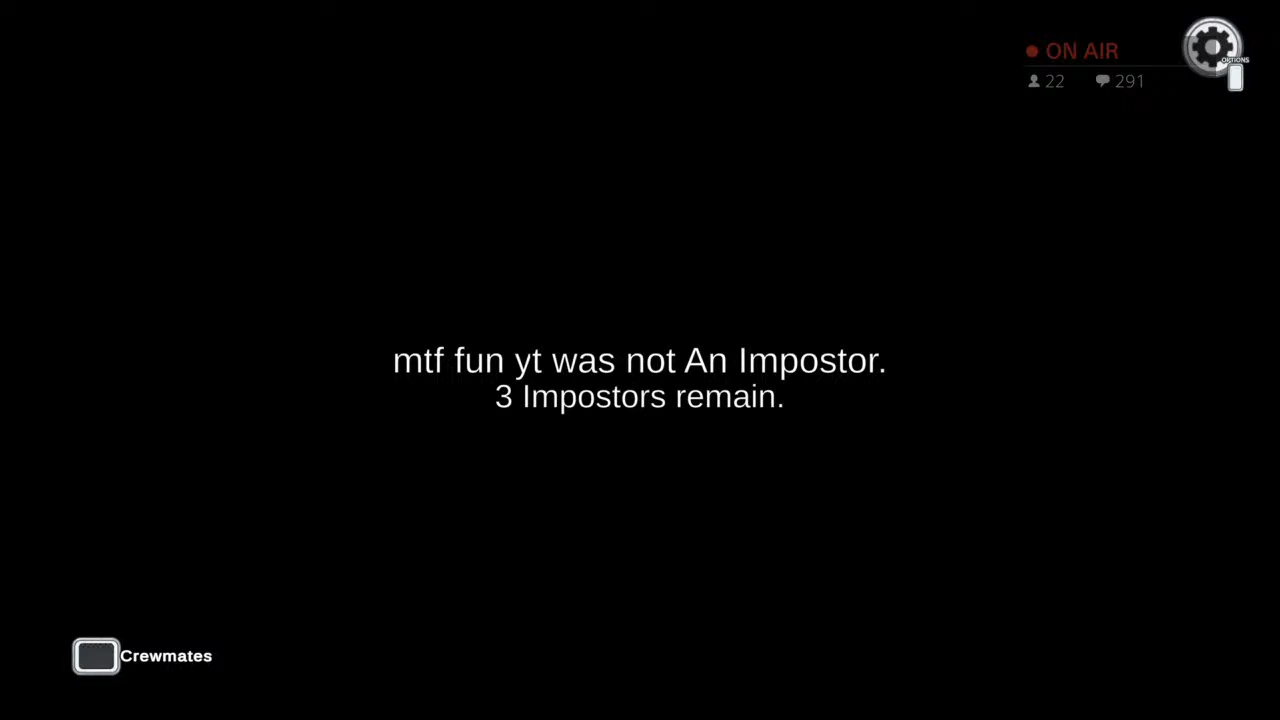 ON AIR
22 291
OPTIONS
mtf fun yt was not An Impostor.
3 Impostors remain.
Crewmates